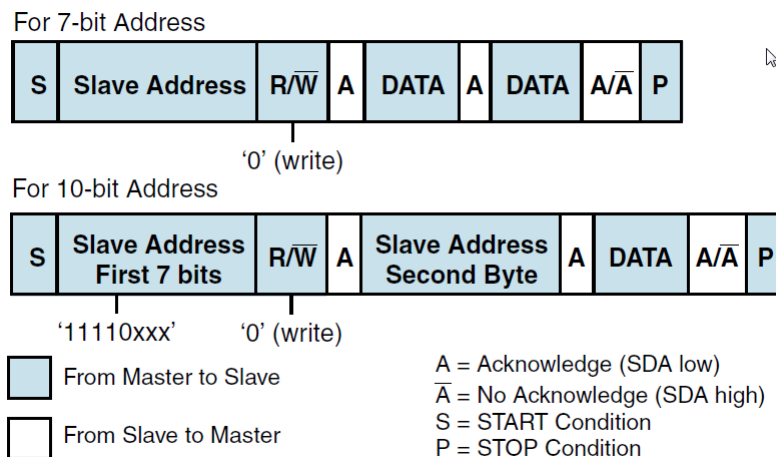 For 7-bit Address
S Slave Address R/W̅ A DATA A DATA A/A̅ P
‘0’ (write)
For 10-bit Address
S Slave Address First 7 bits R/W̅ A Slave Address Second Byte A DATA A/A̅ P
‘11110xxx’ ‘0’ (write)
From Master to Slave
From Slave to Master
A = Acknowledge (SDA low)
A̅ = No Acknowledge (SDA high)
S = START Condition
P = STOP Condition